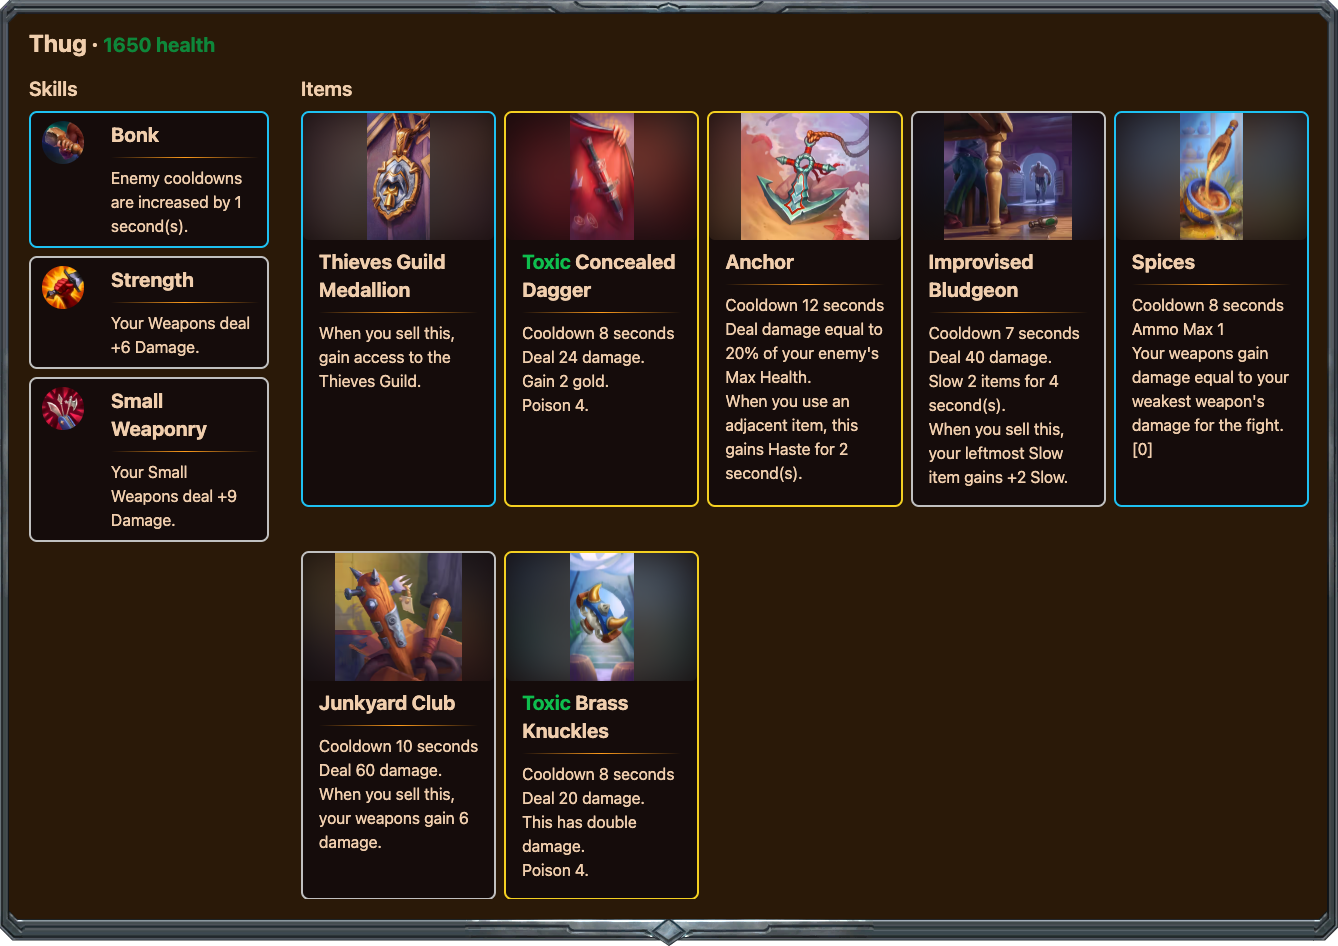 Thug · 1650 health
Skills
Bonk
Enemy cooldowns
are increased by 1
second(s).
Strength
Your Weapons deal
+6 Damage.
Small
Weaponry
Your Small
Weapons deal +9
Damage.
Items
Thieves Guild
Medallion
When you sell this,
gain access to the
Thieves Guild.
Toxic Concealed
Dagger
Cooldown 8 seconds
Deal 24 damage.
Gain 2 gold.
Poison 4.
Anchor
Cooldown 12 seconds
Deal damage equal to
20% of your enemy's
Max Health.
When you use an
adjacent item, this
gains Haste for 2
second(s).
Improvised
Bludgeon
Cooldown 7 seconds
Deal 40 damage.
Slow 2 items for 4
second(s).
When you sell this,
your leftmost Slow
item gains +2 Slow.
Spices
Cooldown 8 seconds
Ammo Max 1
Your weapons gain
damage equal to your
weakest weapon's
damage for the fight.
[0]
Junkyard Club
Cooldown 10 seconds
Deal 60 damage.
When you sell this,
your weapons gain 6
damage.
Toxic Brass
Knuckles
Cooldown 8 seconds
Deal 20 damage.
This has double
damage.
Poison 4.